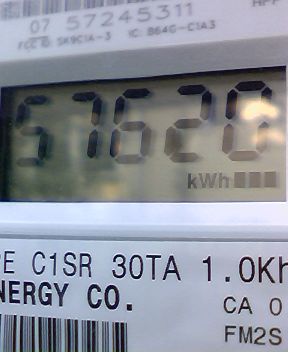 07 57245311
FCC ID SK9C1A-3 IC: 864G-C1A3
57620
kWh
PE C1SR 30TA 1.0Kh
NERGY CO.
CA 0
FM2S